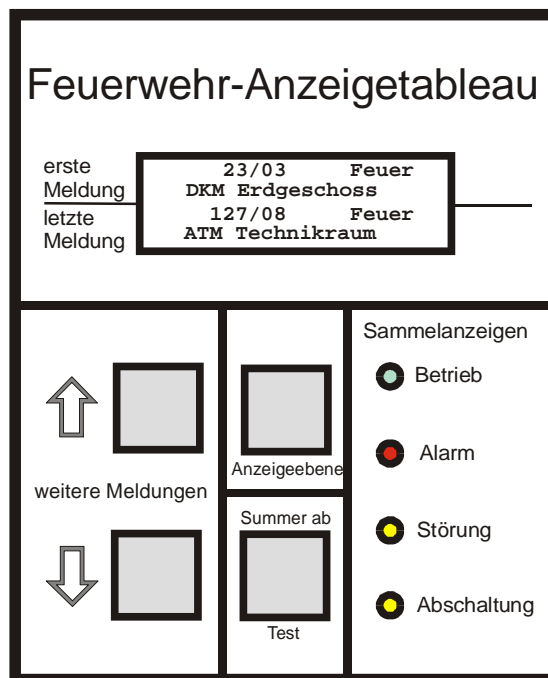 Feuerwehr-Anzeigetableau
erste
Meldung
letzte
Meldung
23/03 Feuer
DKM Erdgeschoss
127/08 Feuer
ATM Technikraum
weitere Meldungen
Anzeigeebene
Summer ab
Test
Sammelanzeigen
Betrieb
Alarm
Störung
Abschaltung